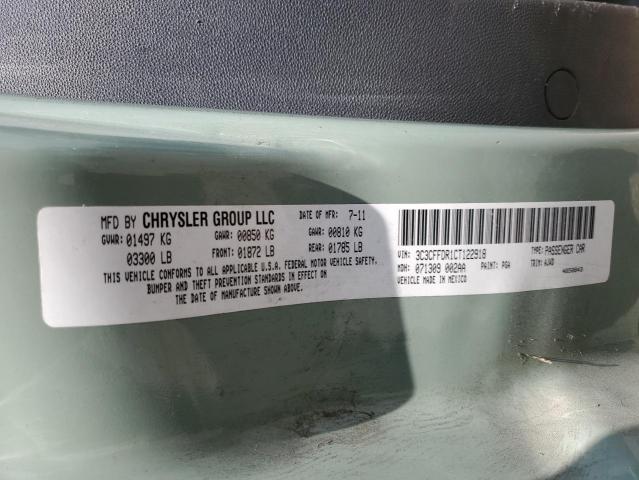 MFD BY CHRYSLER GROUP LLC DATE OF MFR: 7-11
GVWR: 01497 KG GAWR: 00850 KG GAWR: 00810 KG
03300 LB FRONT: 01872 LB REAR: 01785 LB
THIS VEHICLE CONFORMS TO ALL APPLICABLE U.S.A. FEDERAL MOTOR VEHICLE SAFETY,
BUMPER AND THEFT PREVENTION STANDARDS IN EFFECT ON
THE DATE OF MANUFACTURE SHOWN ABOVE.
VIN: 3C3CFFDR1CT122918 TYPE: PASSENGER CAR
MDH: 071309 002AA PAINT: PGA TRIM: AJAD
VEHICLE MADE IN MEXICO